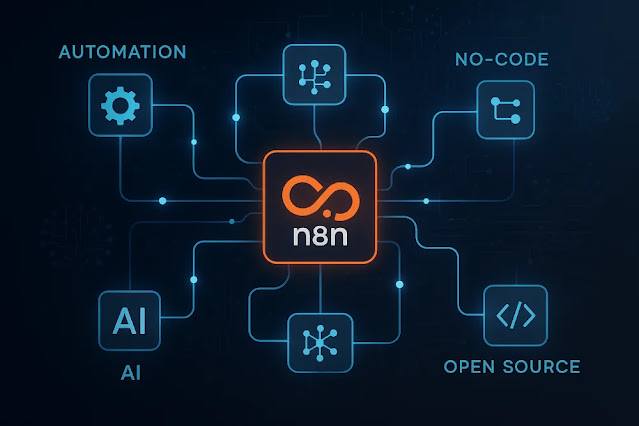 AUTOMATION
NO-CODE
n8n
AI
AI
OPEN SOURCE